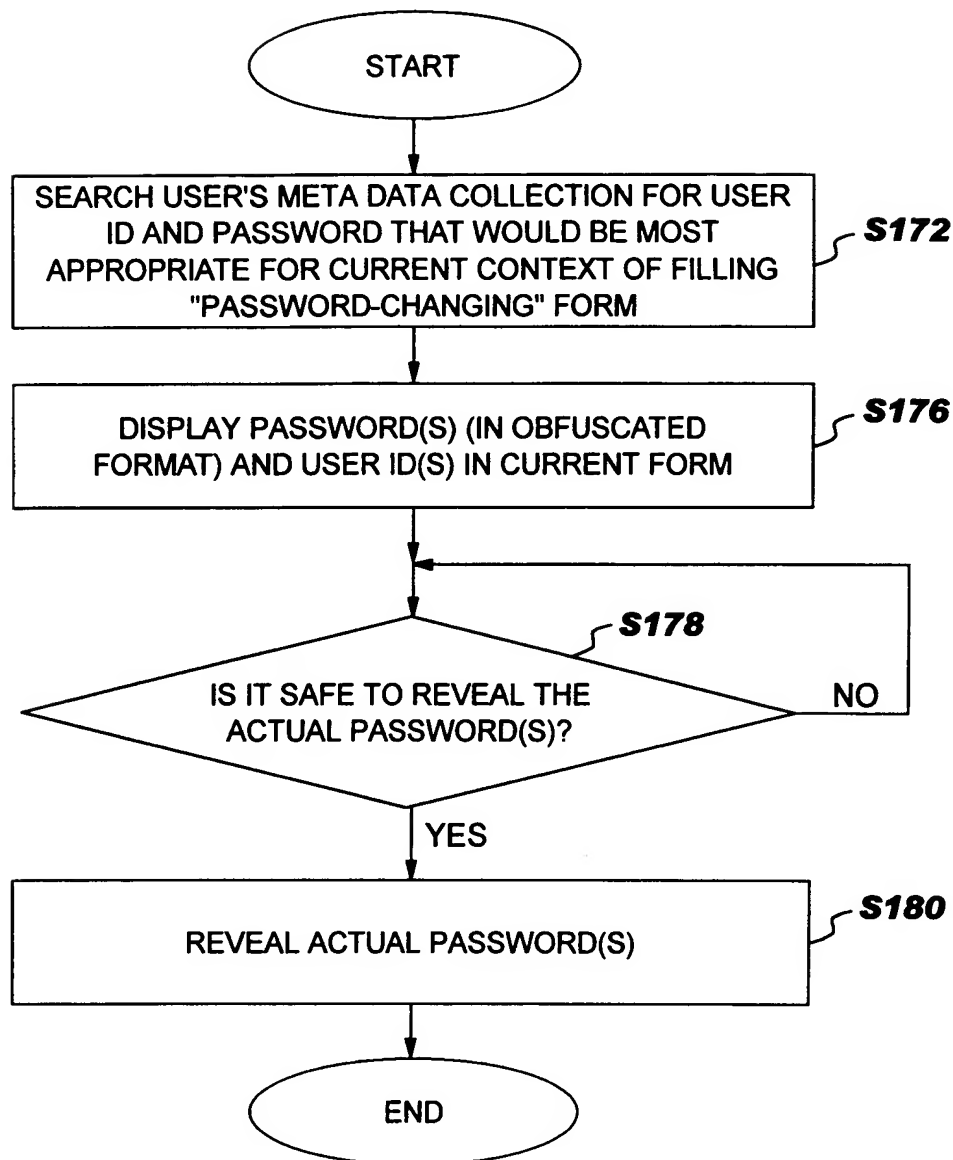 START
SEARCH USER'S META DATA COLLECTION FOR USER
ID AND PASSWORD THAT WOULD BE MOST
APPROPRIATE FOR CURRENT CONTEXT OF FILLING
"PASSWORD-CHANGING" FORM
S172
DISPLAY PASSWORD(S) (IN OBFUSCATED
FORMAT) AND USER ID(S) IN CURRENT FORM
S176
S178
IS IT SAFE TO REVEAL THE
ACTUAL PASSWORD(S)?
NO
YES
REVEAL ACTUAL PASSWORD(S)
S180
END